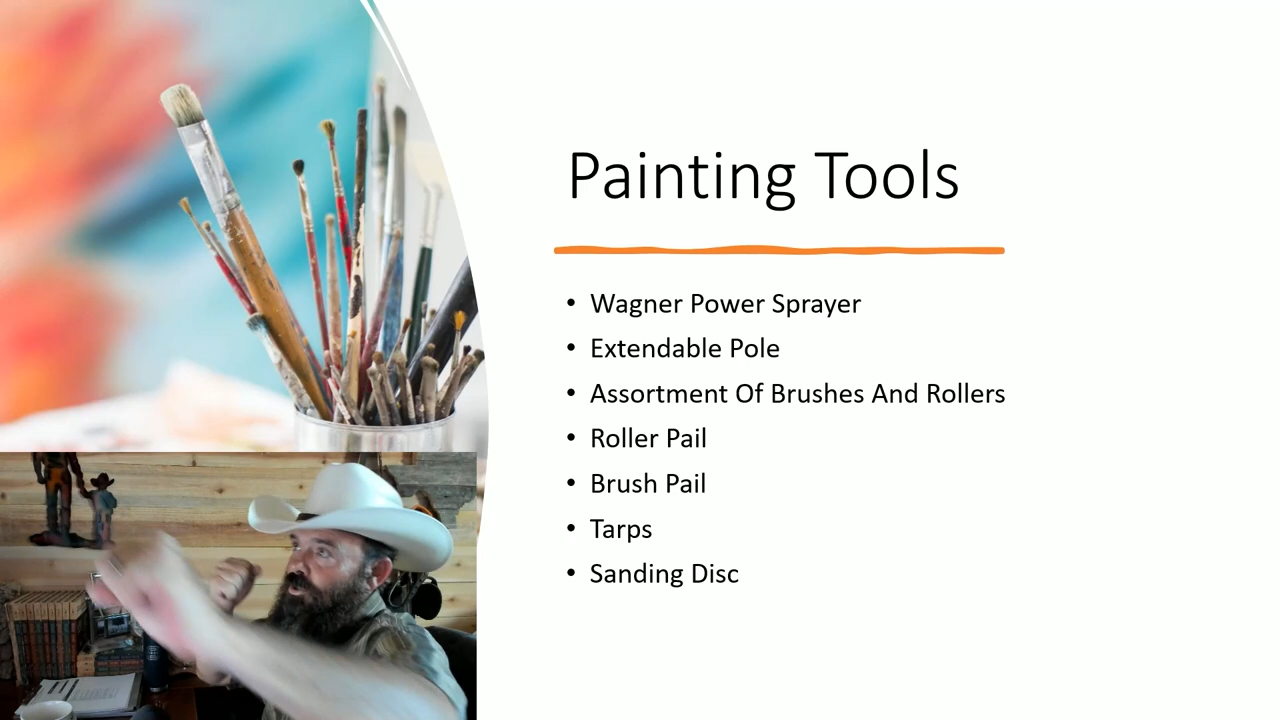 Painting Tools
• Wagner Power Sprayer
• Extendable Pole
• Assortment Of Brushes And Rollers
• Roller Pail
• Brush Pail
• Tarps
• Sanding Disc